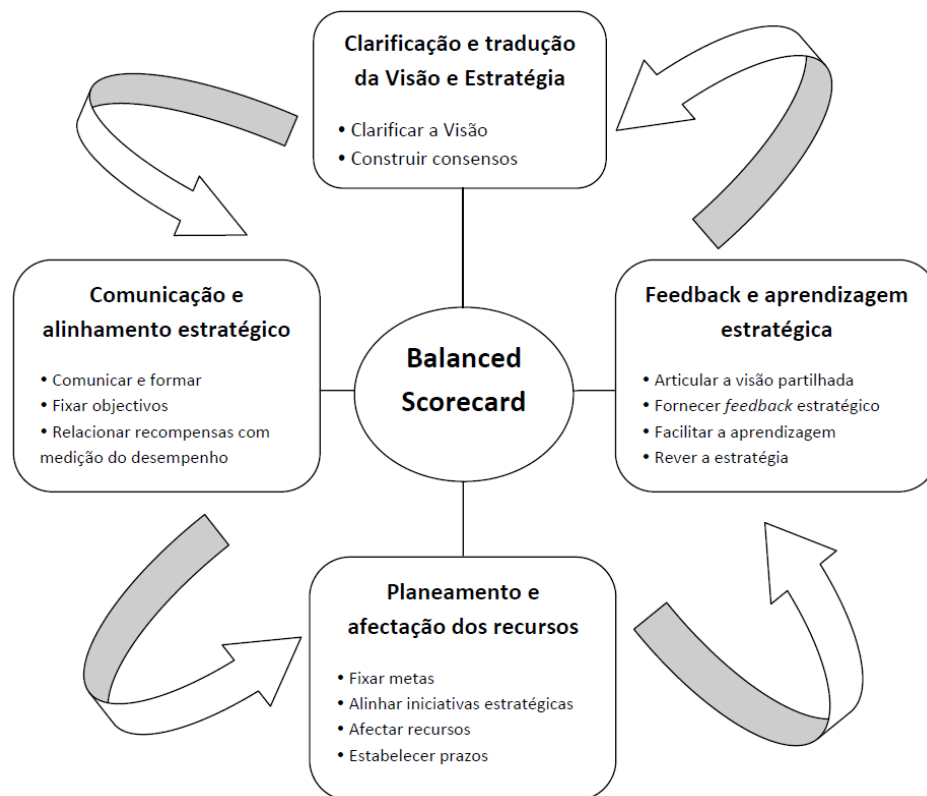 Clarificação e tradução
da Visão e Estratégia
• Clarificar a Visão
• Construir consensos
Comunicação e
alinhamento estratégico
• Comunicar e formar
• Fixar objectivos
• Relacionar recompensas com
medição do desempenho
Balanced
Scorecard
Feedback e aprendizagem
estratégica
• Articular a visão partilhada
• Fornecer feedback estratégico
• Facilitar a aprendizagem
• Rever a estratégia
Planeamento e
afectação dos recursos
• Fixar metas
• Alinhar iniciativas estratégicas
• Afectar recursos
• Estabelecer prazos